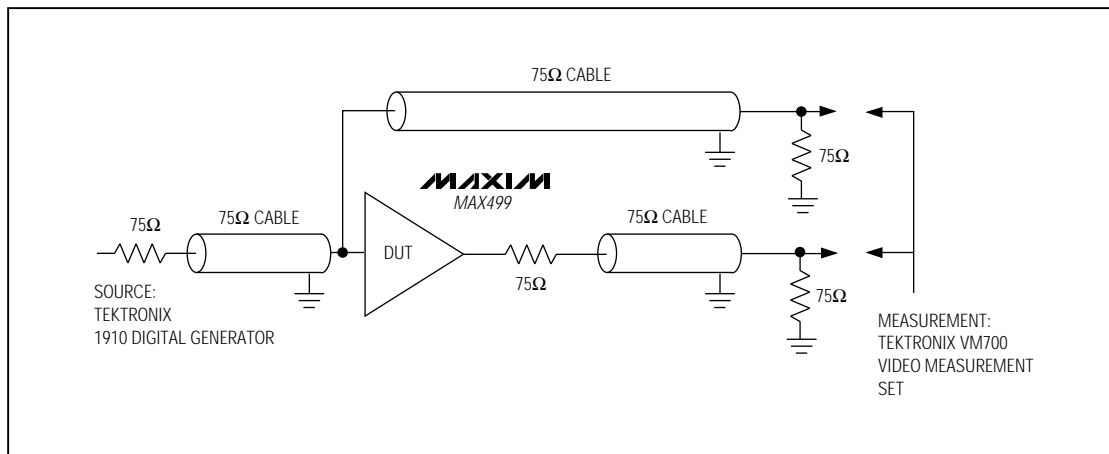 75Ω CABLE
75Ω
MAXIM
MAX499
75Ω
75Ω CABLE
75Ω CABLE
DUT
75Ω
75Ω
SOURCE:
TEKTRONIX
1910 DIGITAL GENERATOR
MEASUREMENT:
TEKTRONIX VM700
VIDEO MEASUREMENT
SET